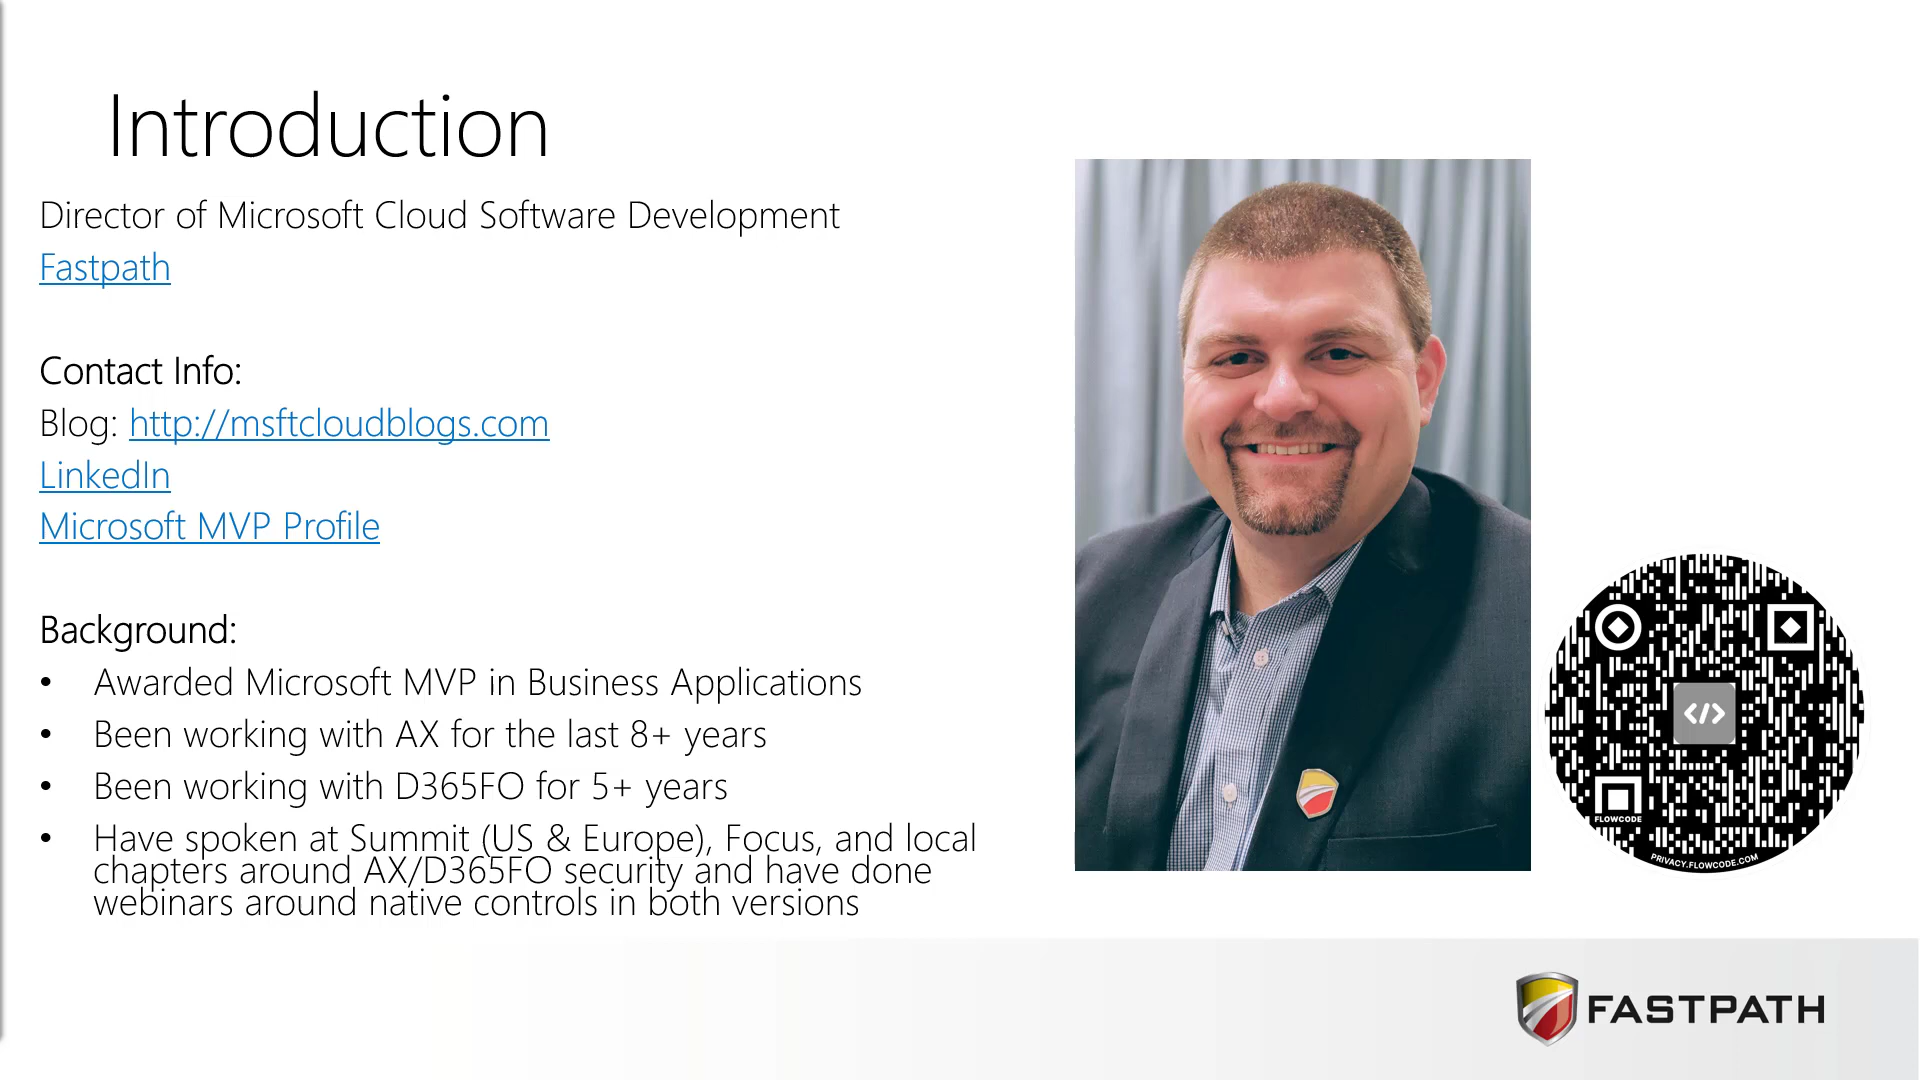 Introduction
Director of Microsoft Cloud Software Development
Fastpath
Contact Info:
Blog: http://msftcloudblogs.com
LinkedIn
Microsoft MVP Profile
Background:
• Awarded Microsoft MVP in Business Applications
• Been working with AX for the last 8+ years
• Been working with D365FO for 5+ years
• Have spoken at Summit (US & Europe), Focus, and local
chapters around AX/D365FO security and have done
webinars around native controls in both versions
</>
FLOWCODE
PRIVACY.FLOWCODE.COM
FASTPATH